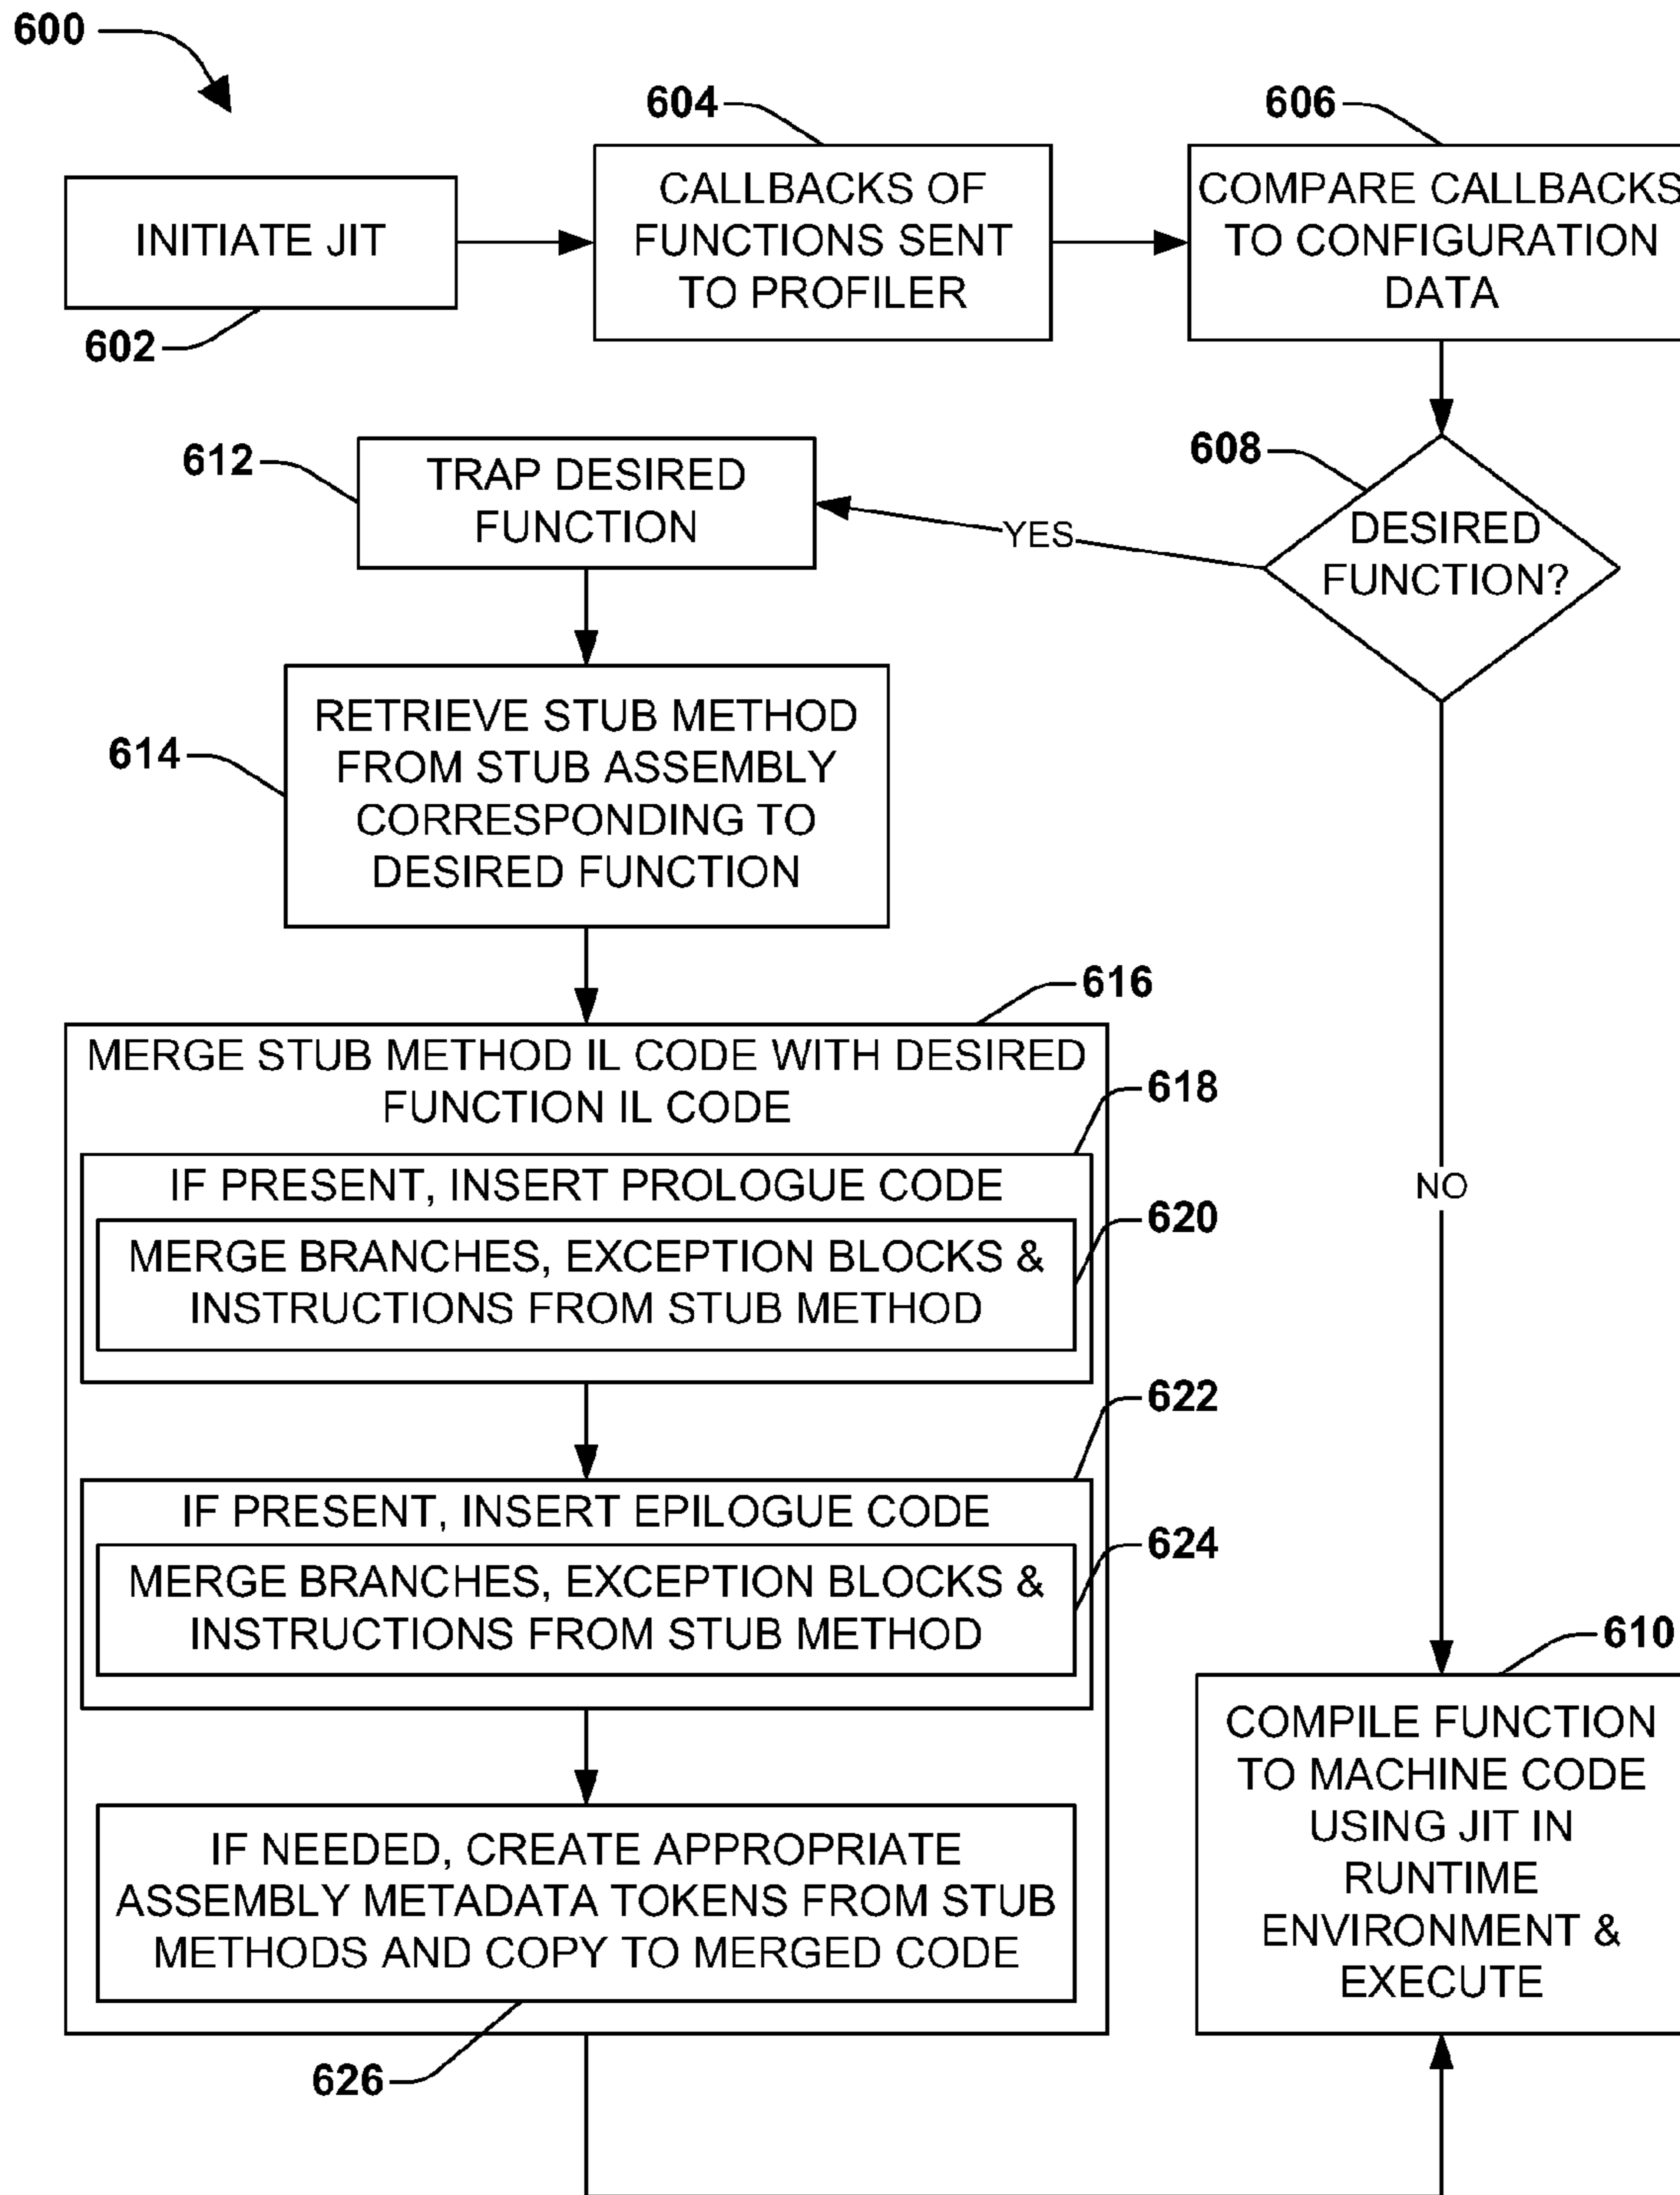 600
604
606
INITIATE JIT
602
CALLBACKS OF
FUNCTIONS SENT
TO PROFILER
COMPARE CALLBACKS
TO CONFIGURATION
DATA
612
TRAP DESIRED
FUNCTION
608
DESIRED
FUNCTION?
YES
614
RETRIEVE STUB METHOD
FROM STUB ASSEMBLY
CORRESPONDING TO
DESIRED FUNCTION
616
MERGE STUB METHOD IL CODE WITH DESIRED
FUNCTION IL CODE
618
IF PRESENT, INSERT PROLOGUE CODE
620
MERGE BRANCHES, EXCEPTION BLOCKS &
INSTRUCTIONS FROM STUB METHOD
NO
622
IF PRESENT, INSERT EPILOGUE CODE
624
MERGE BRANCHES, EXCEPTION BLOCKS &
INSTRUCTIONS FROM STUB METHOD
610
COMPILE FUNCTION
TO MACHINE CODE
USING JIT IN
RUNTIME
ENVIRONMENT &
EXECUTE
IF NEEDED, CREATE APPROPRIATE
ASSEMBLY METADATA TOKENS FROM STUB
METHODS AND COPY TO MERGED CODE
626